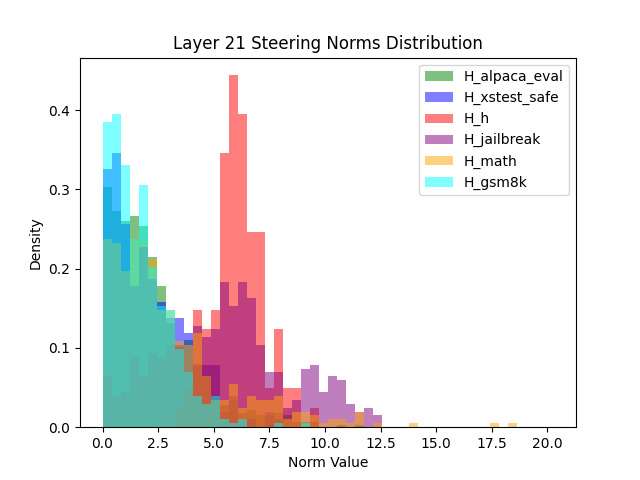 Layer 21 Steering Norms Distribution
H_alpaca_eval
H_xstest_safe
H_h
H_jailbreak
H_math
H_gsm8k
0.4
0.3
0.2
0.1
0.0
Density
0.0 2.5 5.0 7.5 10.0 12.5 15.0 17.5 20.0
Norm Value